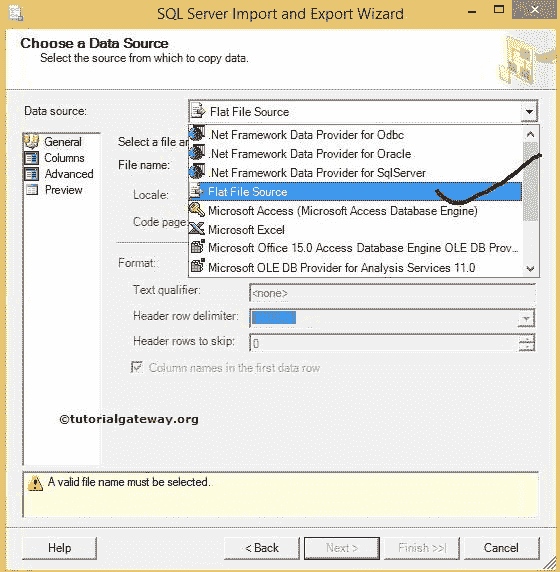 SQL Server Import and Export Wizard
Choose a Data Source
Select the source from which to copy data.
Data source:
Flat File Source
General
Columns
Advanced
Preview
Select a file an
File name:
Locale:
Code page:
.Net Framework Data Provider for Odbc
.Net Framework Data Provider for Oracle
.Net Framework Data Provider for SqlServer
Flat File Source
Microsoft Access (Microsoft Access Database Engine)
Microsoft Excel
Microsoft Office 15.0 Access Database Engine OLE DB Prov...
Microsoft OLE DB Provider for Analysis Services 11.0
Format:
Text qualifier:
<none>
Header row delimiter:
Header rows to skip:
0
Column names in the first data row
©tutorialgateway.org
A valid file name must be selected.
Help
< Back
Next >
Finish >>|
Cancel